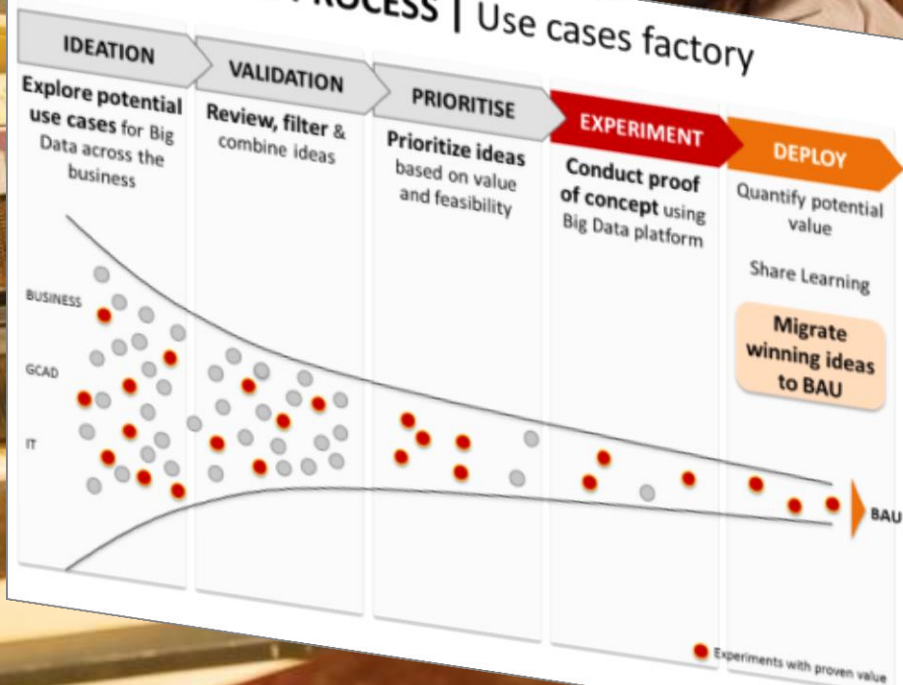 PROCESS | Use cases factory
IDEATION
Explore potential
use cases for Big
Data across the
business
VALIDATION
Review, filter &
combine ideas
PRIORITISE
Prioritize ideas
based on value
and feasibility
EXPERIMENT
Conduct proof
of concept using
Big Data platform
DEPLOY
Quantify potential
value
Share Learning
Migrate
winning ideas
to BAU
BUSINESS
GCAD
IT
BAU
Experiments with proven value